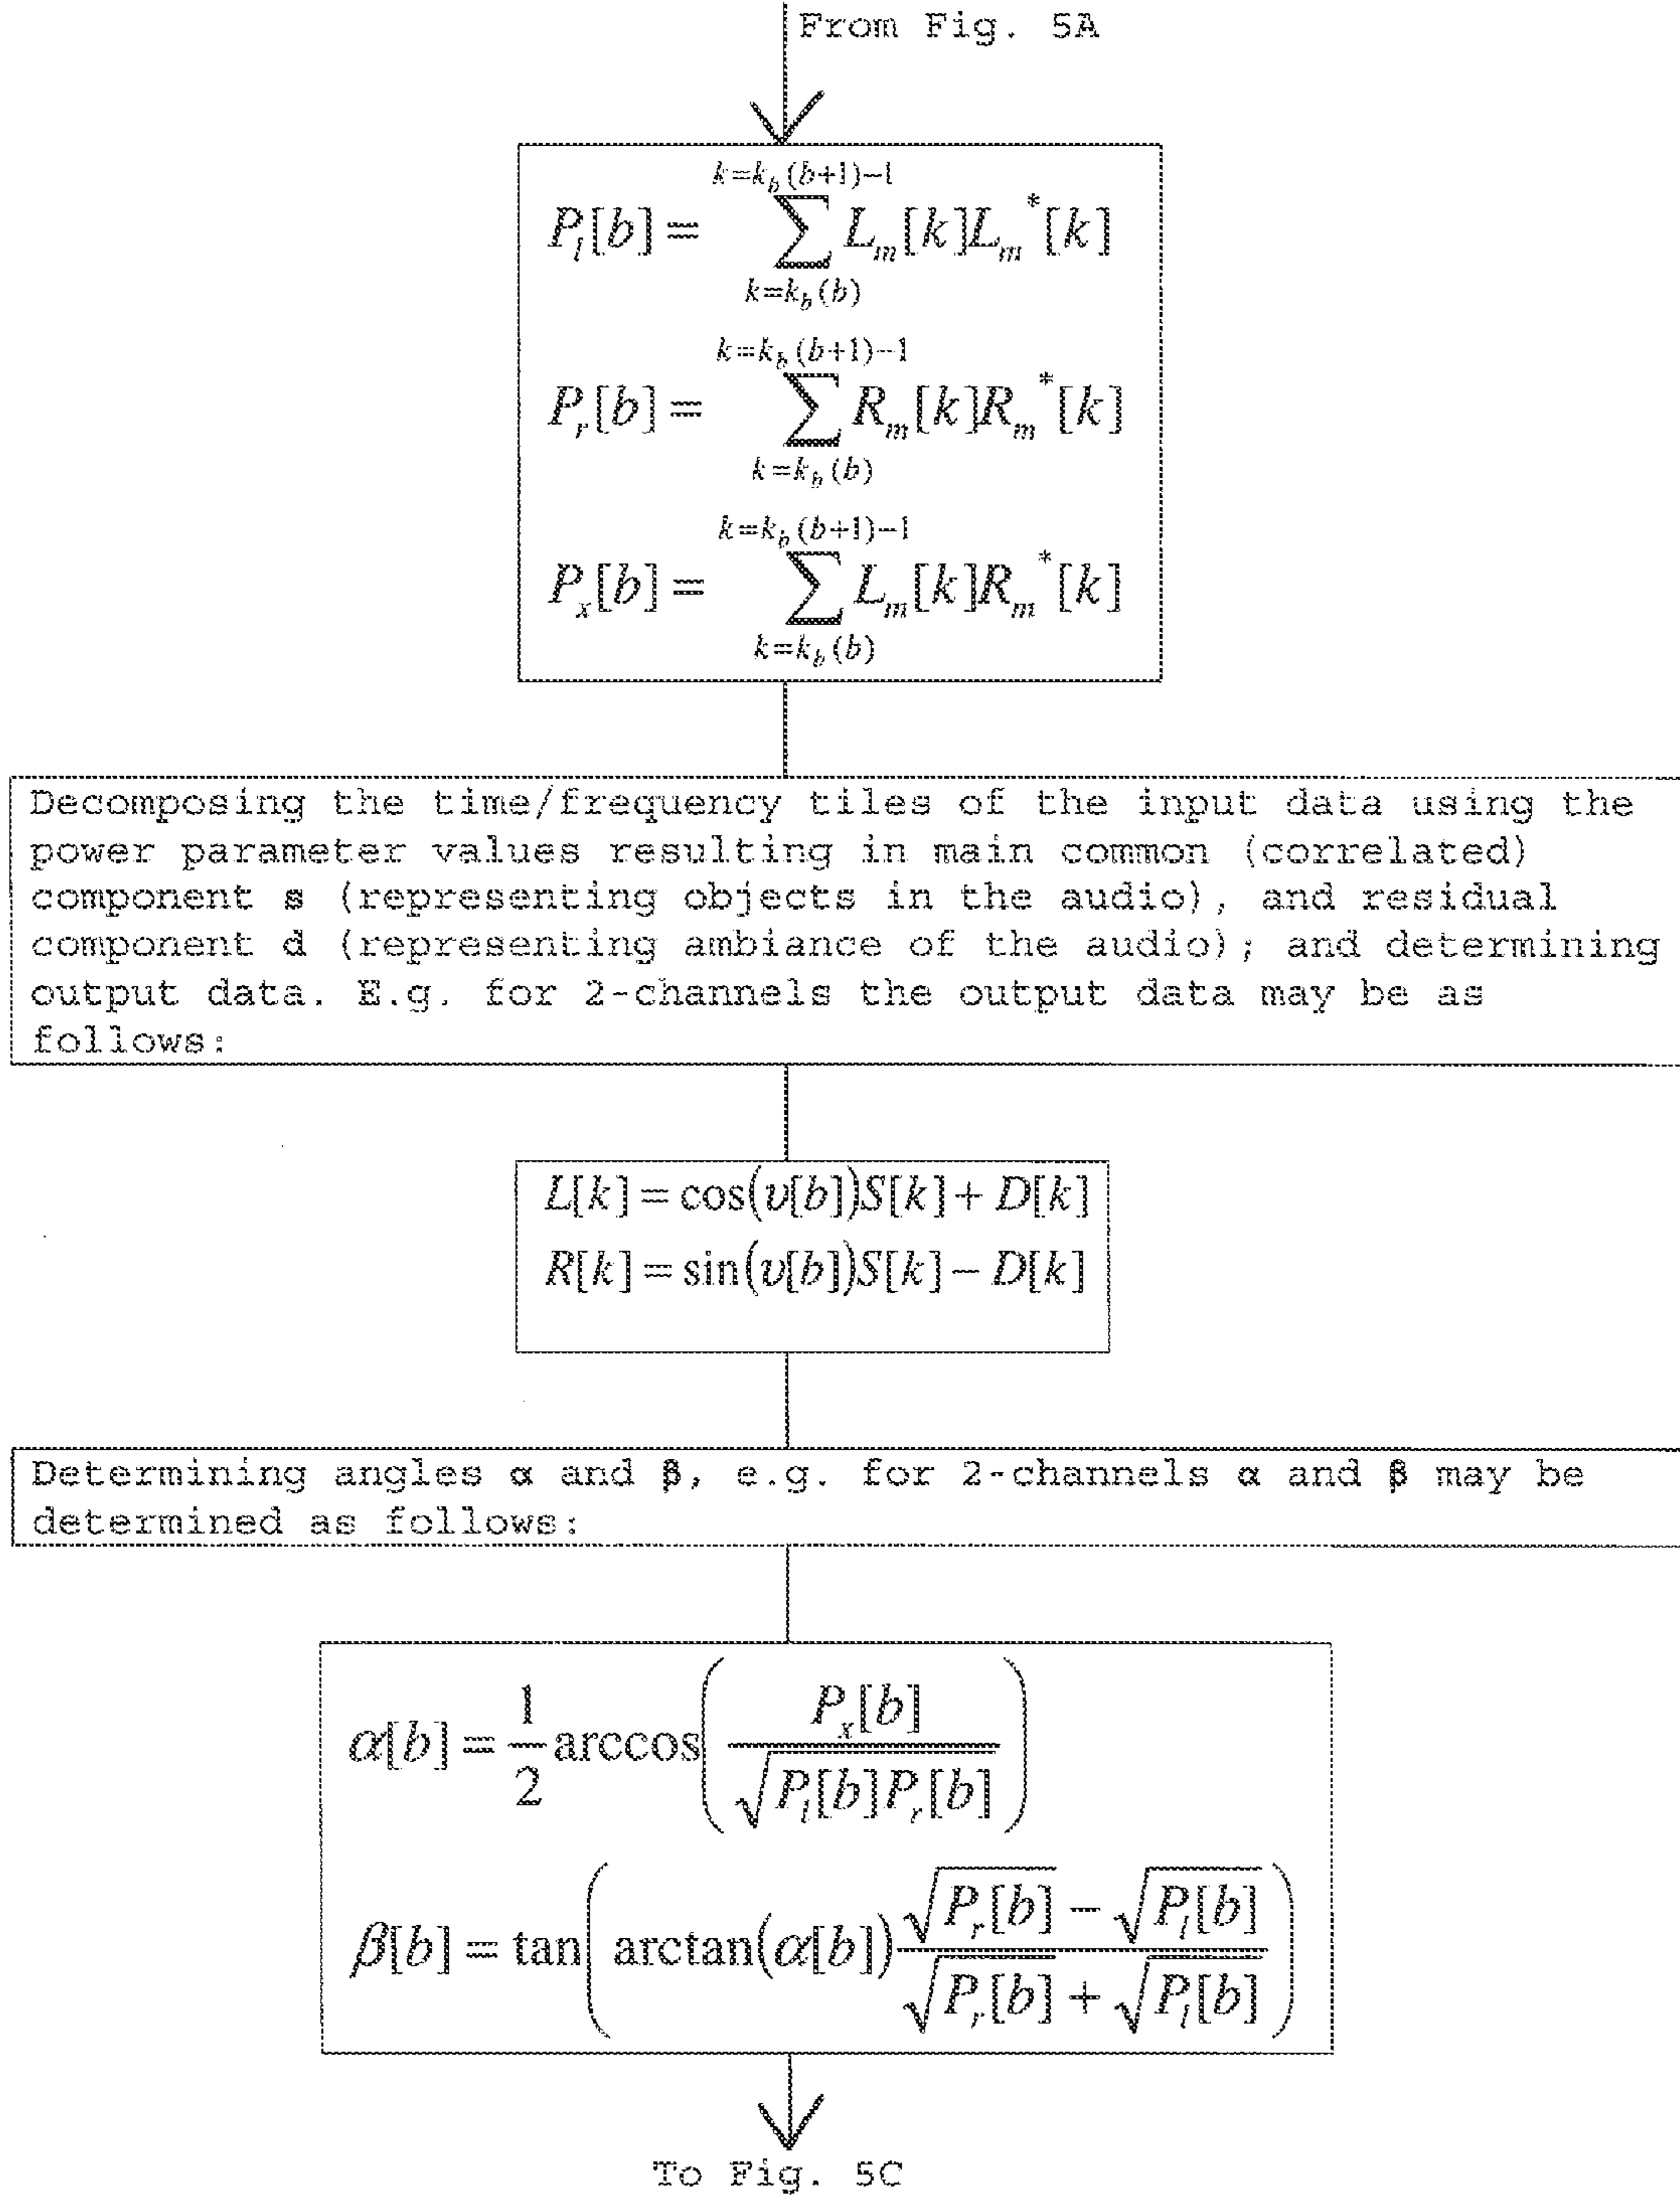 From Fig. 5A
k=k_b(b+1)-1
P_l[b] = ∑ L_m[k]L_m*[k]
k=k_b(b)
k=k_b(b+1)-1
P_r[b] = ∑ R_m[k]R_m*[k]
k=k_b(b)
k=k_b(b+1)-1
P_x[b] = ∑ L_m[k]R_m*[k]
k=k_b(b)
Decomposing the time/frequency tiles of the input data using the
power parameter values resulting in main common (correlated)
component s (representing objects in the audio), and residual
component d (representing ambiance of the audio); and determining
output data. E.g. for 2-channels the output data may be as
follows:
L[k] = cos(υ[b])S[k] + D[k]
R[k] = sin(υ[b])S[k] - D[k]
Determining angles α and β, e.g. for 2-channels α and β may be
determined as follows:
α[b] = 1/2 arccos( P_x[b] / √(P_l[b]P_r[b]) )
β[b] = tan( arctan(α[b]) (√P_r[b] - √P_l[b]) / (√P_r[b] + √P_l[b]) )
To Fig. 5C